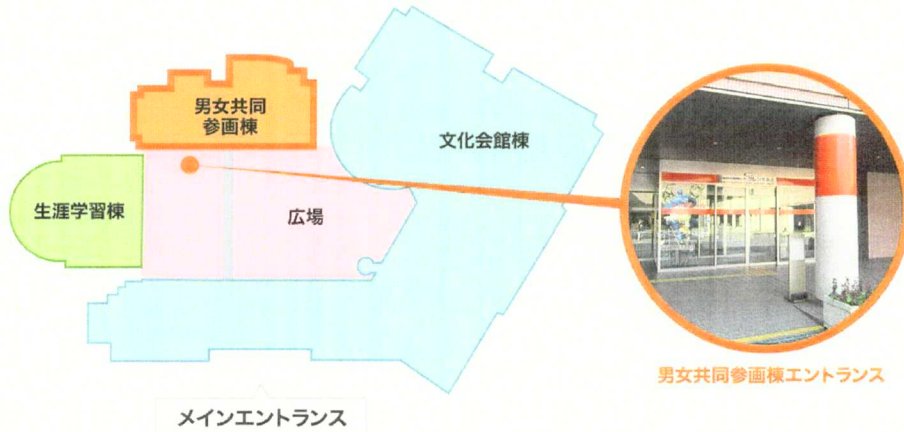 男女共同
参画棟
文化会館棟
生涯学習棟
広場
男女共同参画棟エントランス
メインエントランス